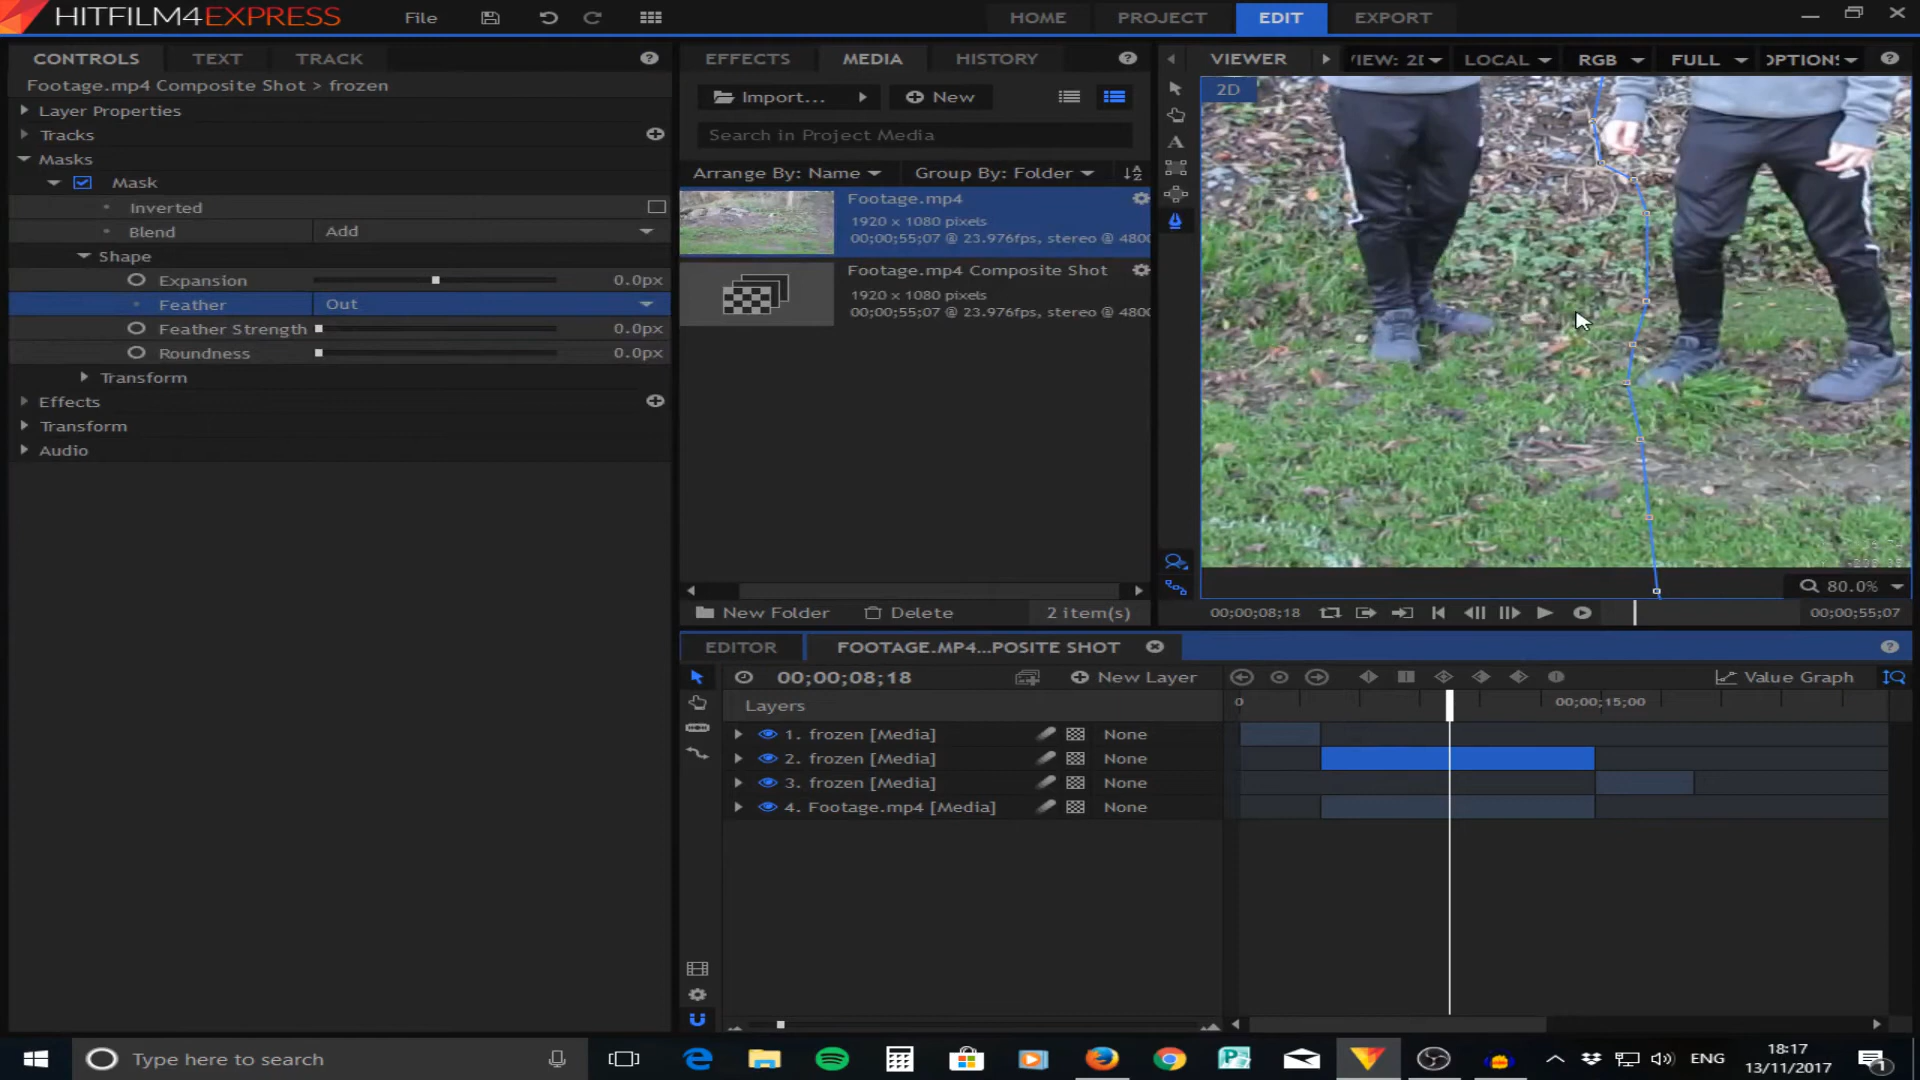 HITFILM4EXPRESS
File
HOME
PROJECT
EDIT
EXPORT
CONTROLS
TEXT
TRACK
Footage.mp4 Composite Shot > frozen
Layer Properties
Tracks
Masks
Mask
Inverted
Blend
Add
Shape
Expansion
0.0px
Feather
Out
Feather Strength
0.0px
Roundness
0.0px
Transform
Effects
Transform
Audio
EFFECTS
MEDIA
HISTORY
Import...
New
Search in Project Media
Arrange By: Name
Group By: Folder
Footage.mp4
1920 x 1080 pixels
00;00;55;07 @ 23.976fps, stereo @ 4800
Footage.mp4 Composite Shot
1920 x 1080 pixels
00;00;55;07 @ 23.976fps, stereo @ 4800
New Folder
Delete
2 item(s)
VIEWER
LOCAL
RGB
FULL
2D
80.0%
00;00;08;18
00;00;55;07
EDITOR
FOOTAGE.MP4...POSITE SHOT
00;00;08;18
New Layer
Value Graph
Layers
0
00;00;15;00
1. frozen [Media]
None
2. frozen [Media]
None
3. frozen [Media]
None
4. Footage.mp4 [Media]
None
Type here to search
ENG
18:17
13/11/2017
1